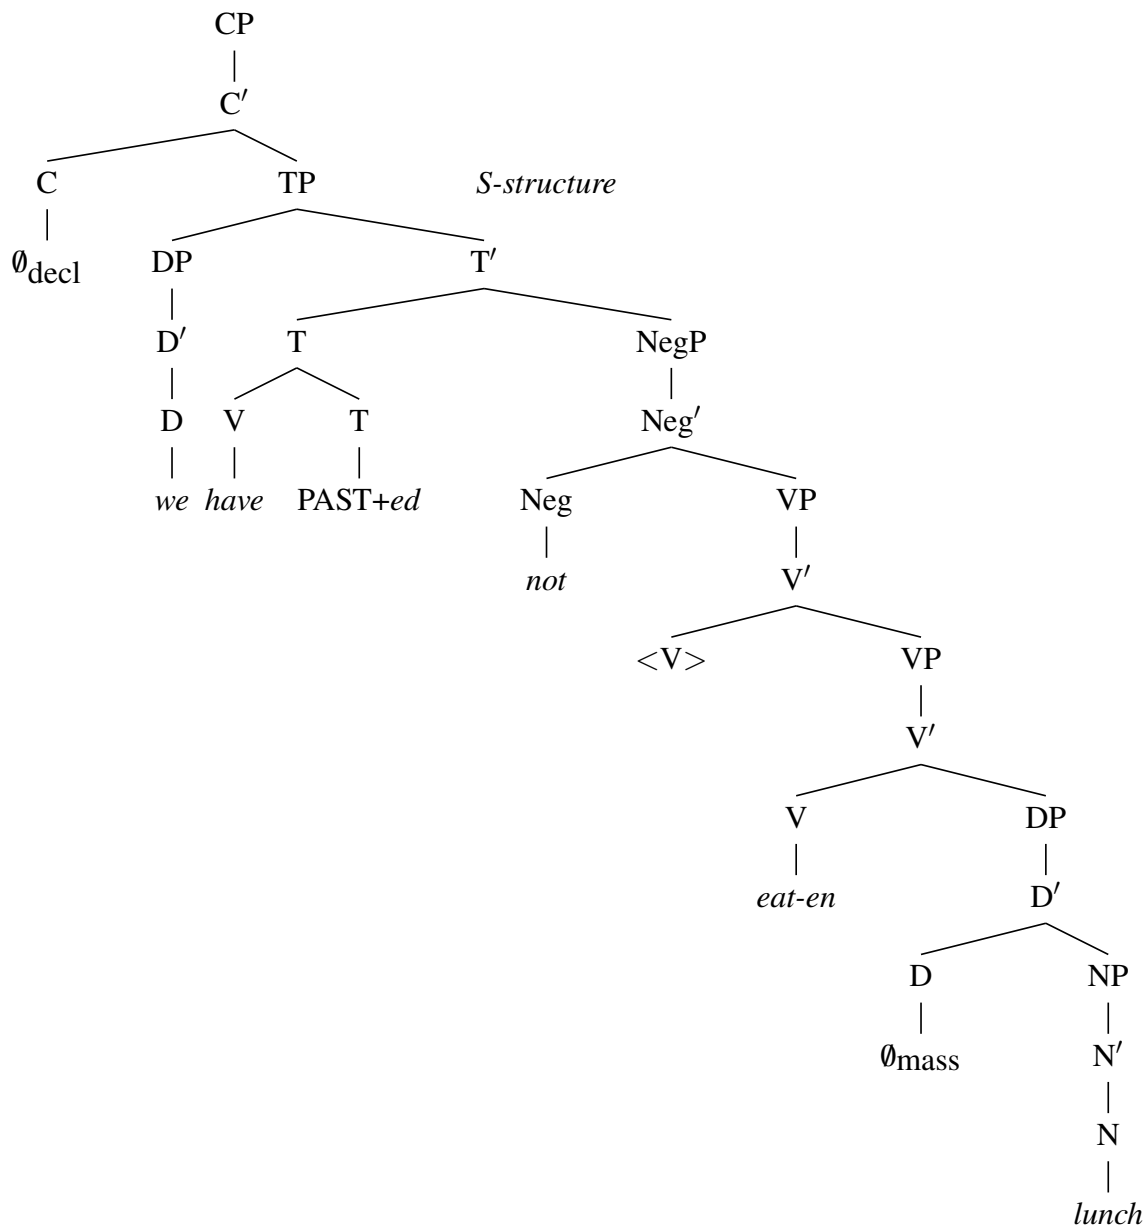 CP
C′
C TP S-structure
∅decl DP T′
D′ T NegP
D V T Neg′
we have PAST+ed Neg VP
not V′
<V> VP
V′
V DP
eat-en D′
D NP
∅mass N′
N
lunch